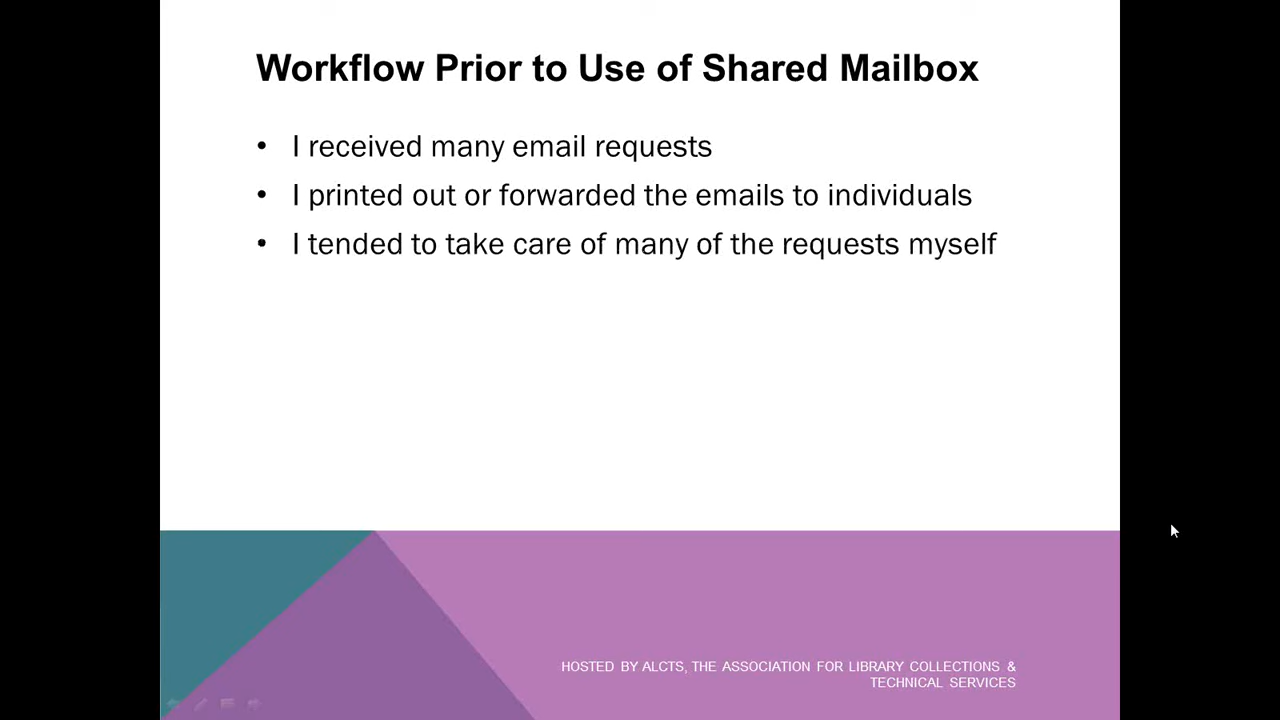 Workflow Prior to Use of Shared Mailbox
• I received many email requests
• I printed out or forwarded the emails to individuals
• I tended to take care of many of the requests myself
HOSTED BY ALCTS, THE ASSOCIATION FOR LIBRARY COLLECTIONS &
TECHNICAL SERVICES